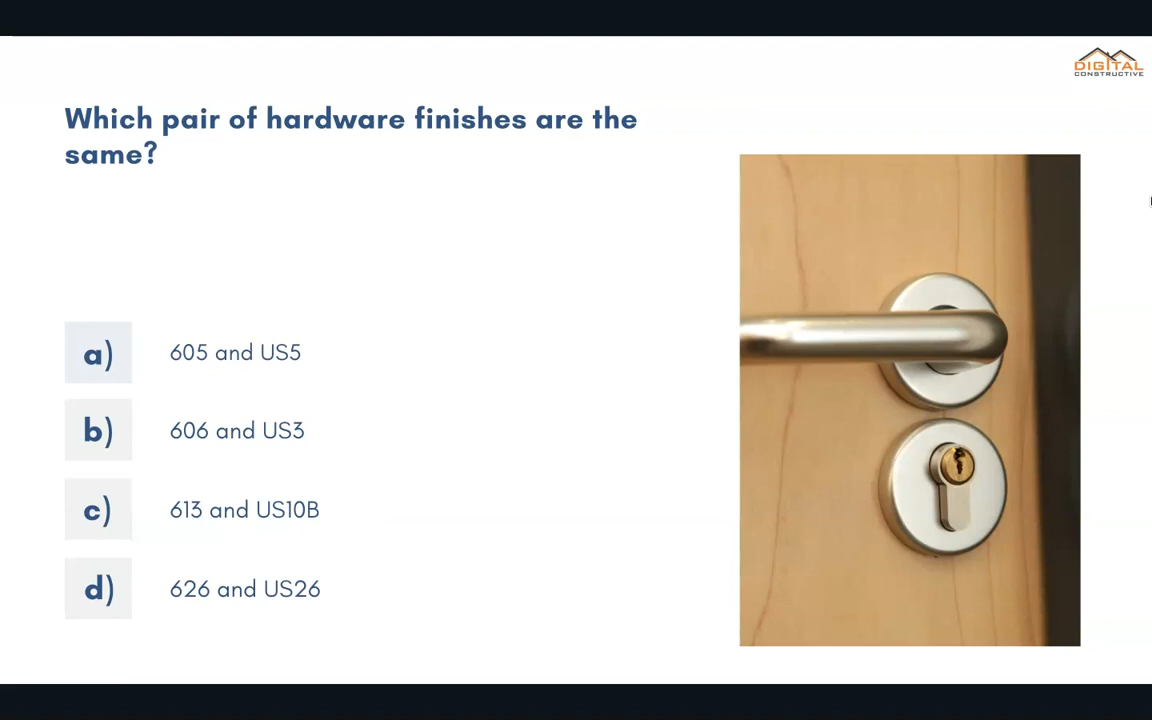 DIGITAL
CONSTRUCTIVE
Which pair of hardware finishes are the
same?
a) 605 and US5
b) 606 and US3
c) 613 and US10B
d) 626 and US26